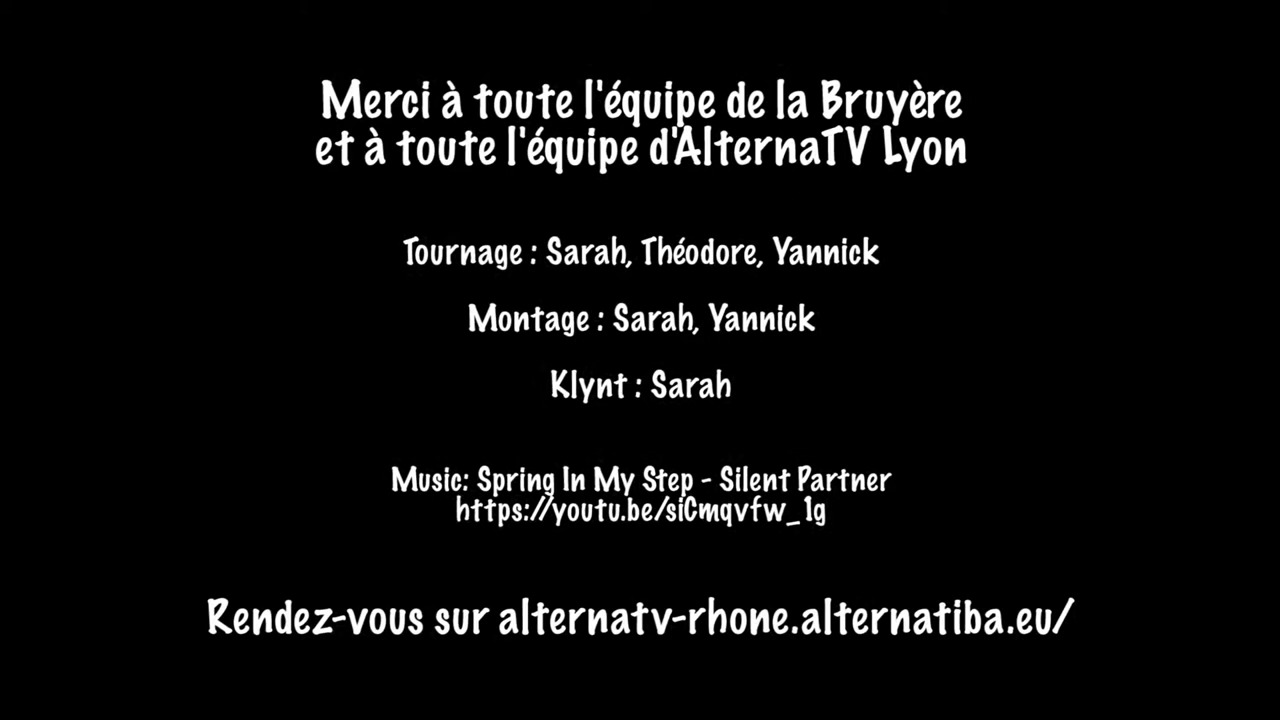 Merci à toute l'équipe de la Bruyère
et à toute l'équipe d'AlternaTV Lyon
Tournage : Sarah, Théodore, Yannick
Montage : Sarah, Yannick
Klynt : Sarah
Music: Spring In My Step - Silent Partner
https://youtu.be/siCmqvfw_1g
Rendez-vous sur alternatv-rhone.alternatiba.eu/